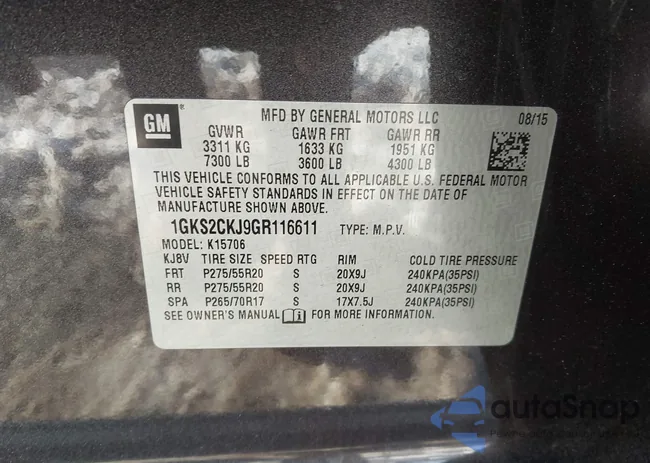 GM
MFD BY GENERAL MOTORS LLC 08/15
GVWR GAWR FRT GAWR RR
3311 KG 1633 KG 1951 KG
7300 LB 3600 LB 4300 LB
THIS VEHICLE CONFORMS TO ALL APPLICABLE U.S. FEDERAL MOTOR
VEHICLE SAFETY STANDARDS IN EFFECT ON THE DATE OF
MANUFACTURE SHOWN ABOVE.
1GKS2CKJ9GR116611 TYPE: M.P.V.
MODEL: K15706
KJ8V TIRE SIZE SPEED RTG RIM COLD TIRE PRESSURE
FRT P275/55R20 S 20X9J 240KPA(35PSI)
RR P275/55R20 S 20X9J 240KPA(35PSI)
SPA P265/70R17 S 17X7.5J 240KPA(35PSI)
SEE OWNER'S MANUAL FOR MORE INFORMATION.
autoSnap